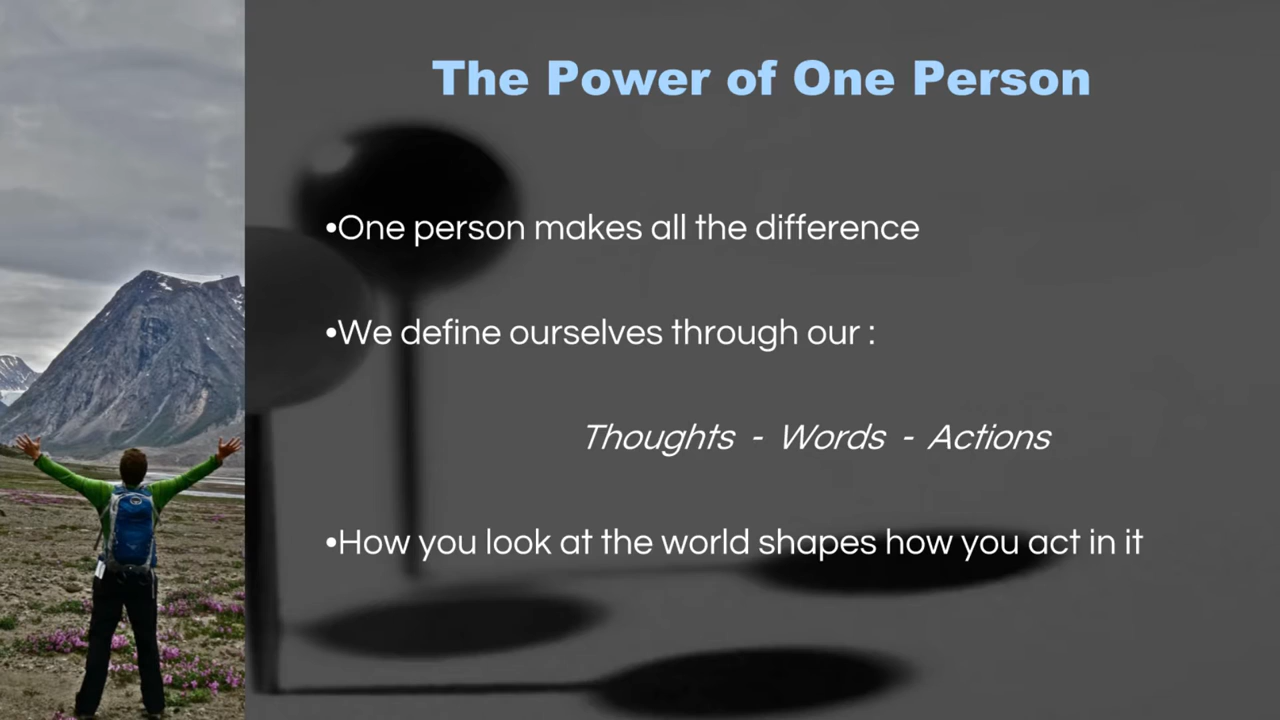 The Power of One Person
•One person makes all the difference
•We define ourselves through our :
Thoughts - Words - Actions
•How you look at the world shapes how you act in it